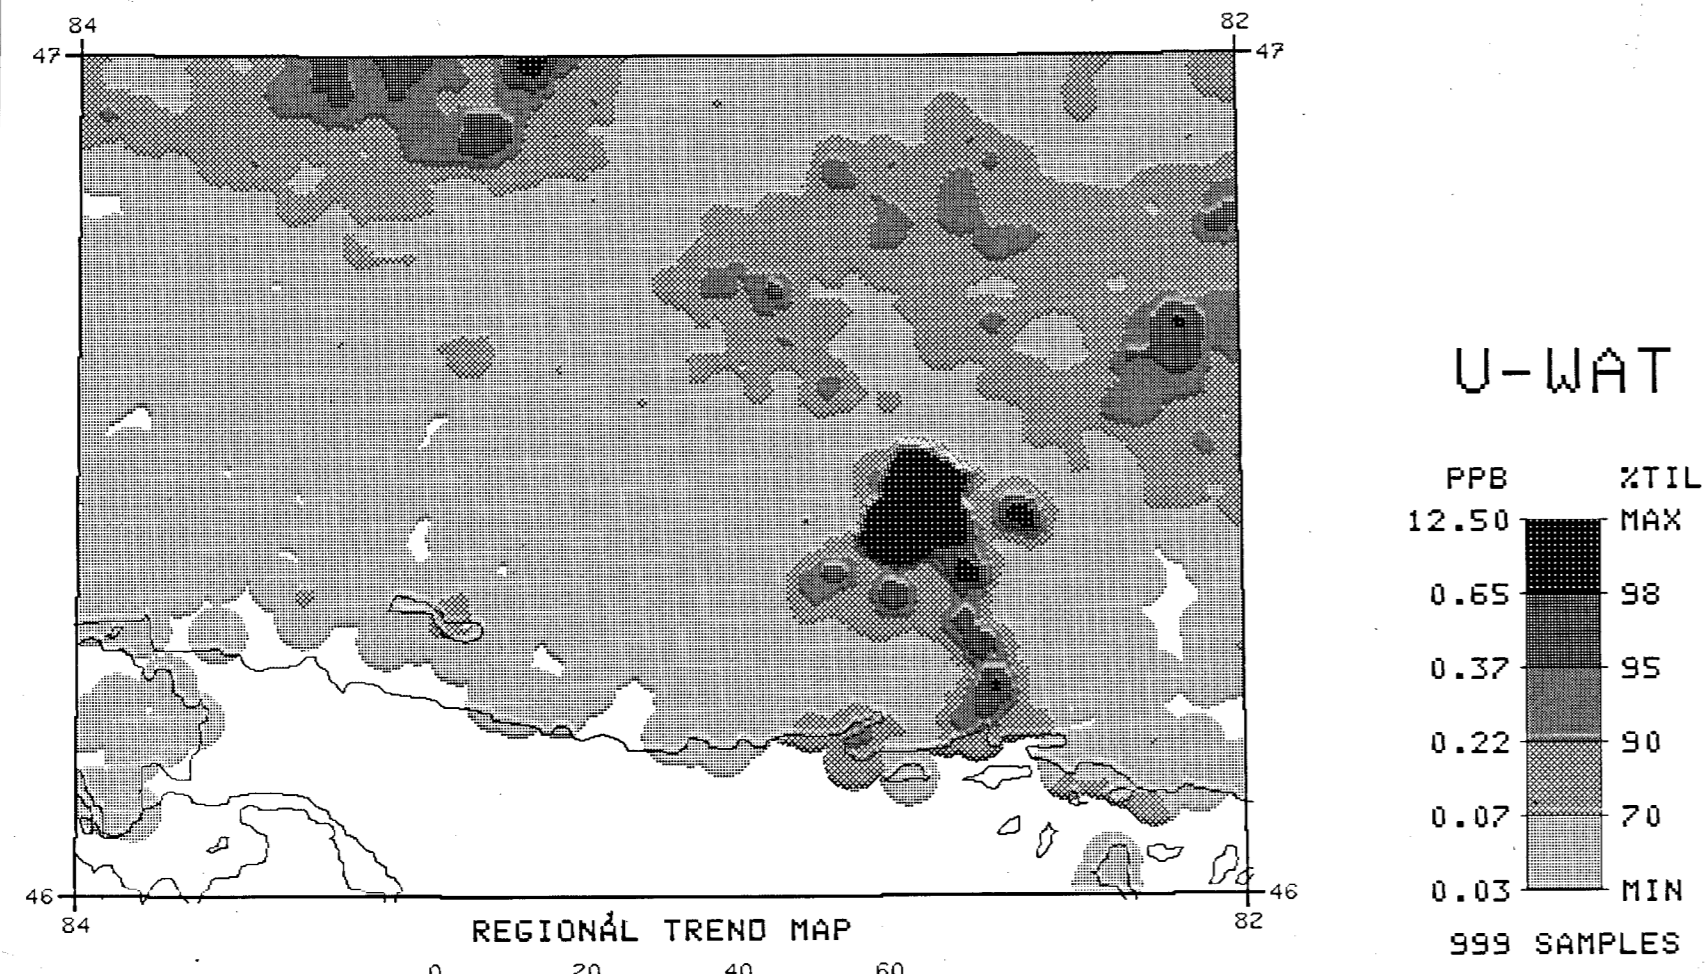 84
82
47
47
U-WAT
PPB %TIL
12.50 MAX
0.65 98
0.37 95
0.22 90
0.07 70
0.03 MIN
999 SAMPLES
46
46
84
82
REGIONAL TREND MAP
0 20 40 60